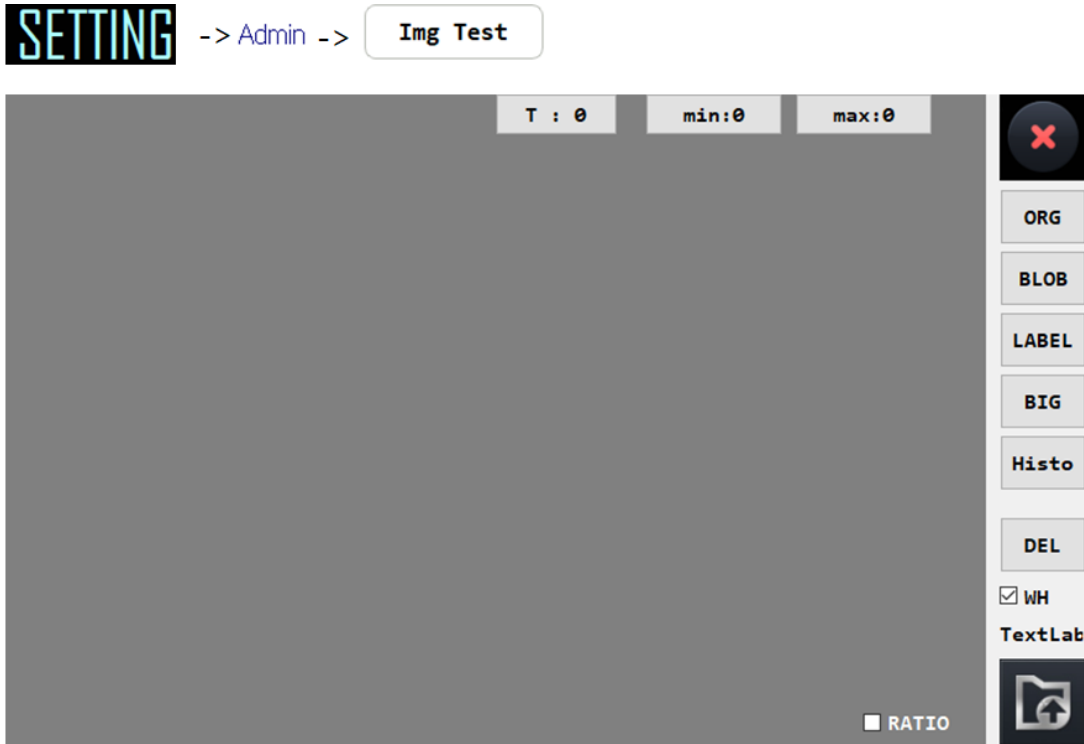 SETTING -> Admin -> Img Test
T : 0 min:0 max:0
ORG
BLOB
LABEL
BIG
Histo
DEL
WH
TextLab
RATIO